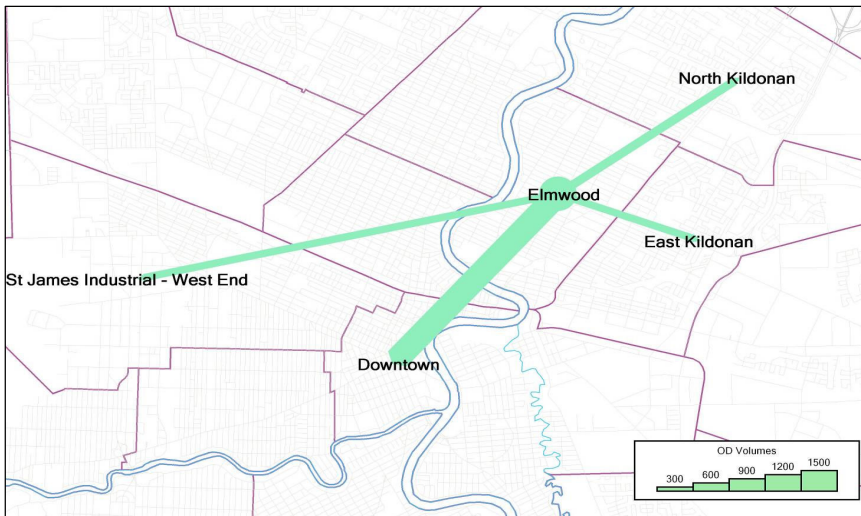 North Kildonan
Elmwood
East Kildonan
St James Industrial - West End
Downtown
OD Volumes
300 600 900 1200 1500